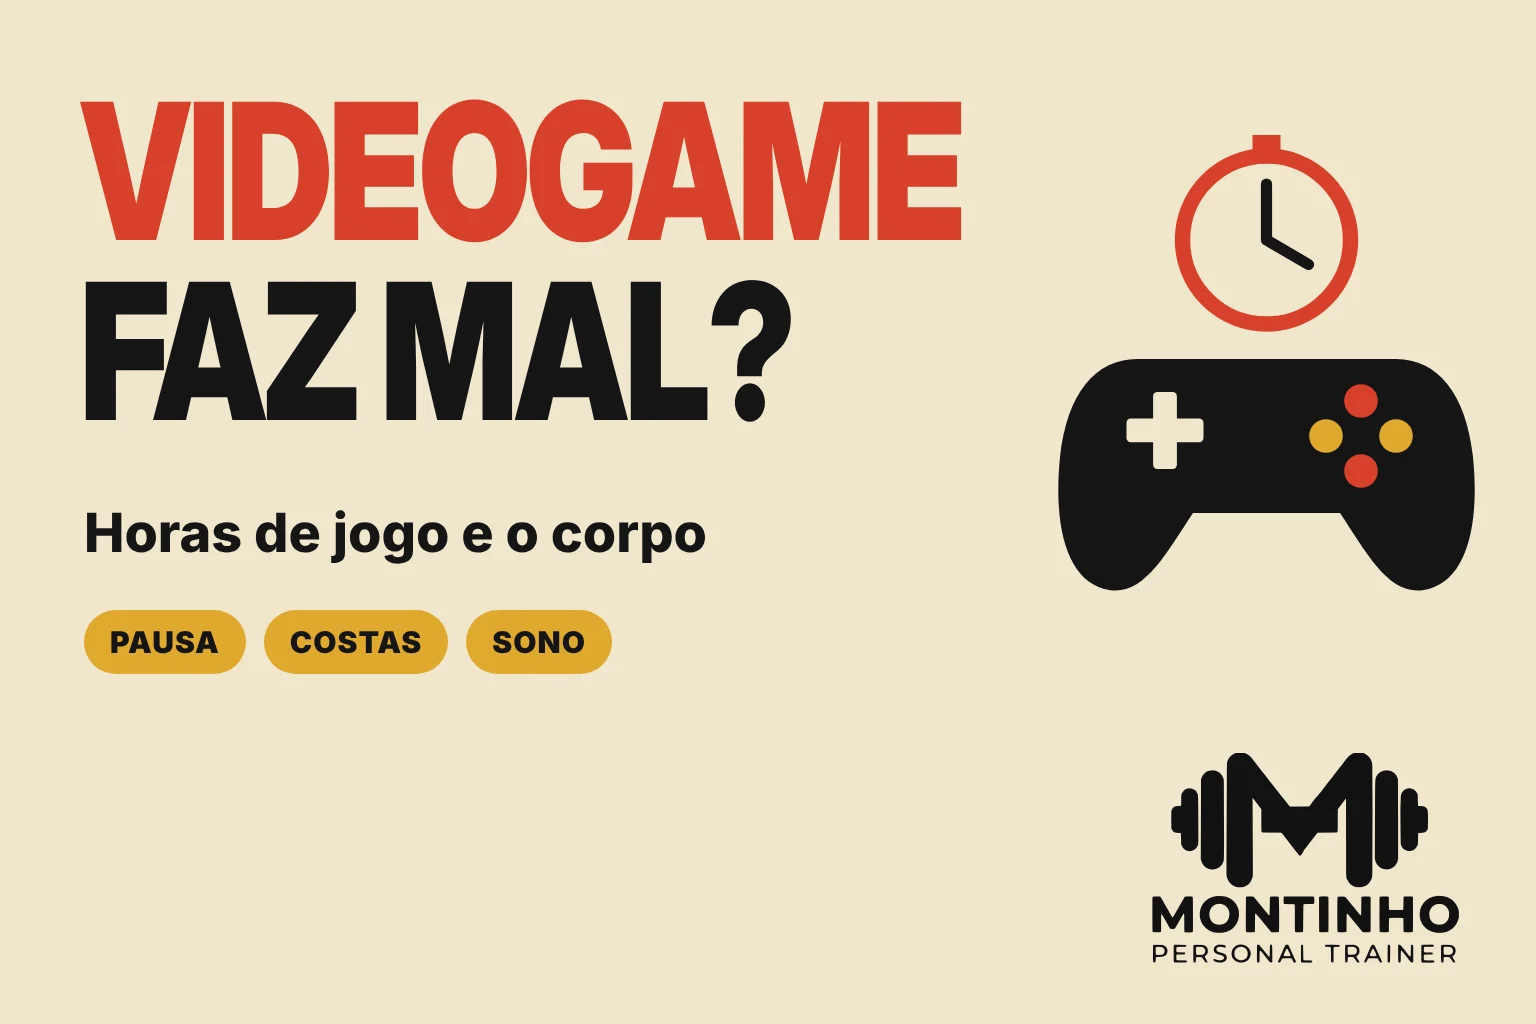 VIDEOGAME
FAZ MAL?
Horas de jogo e o corpo
PAUSA COSTAS SONO
MONTINHO
PERSONAL TRAINER